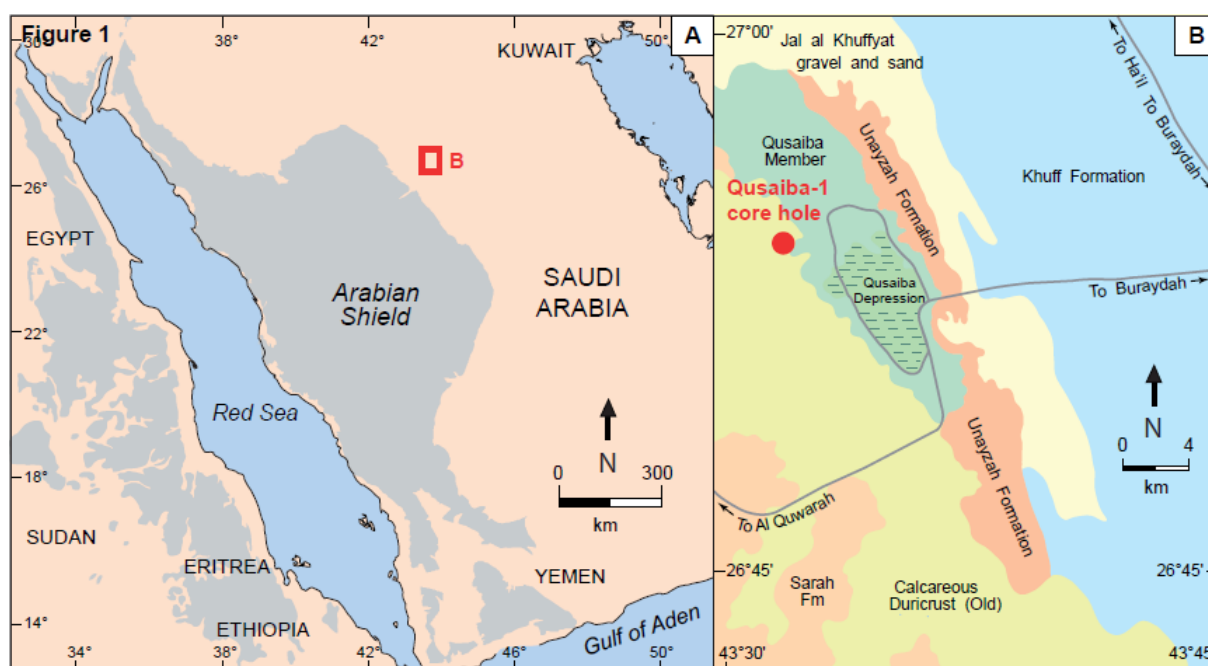 Figure 1
30°
38°
42°
50°
A
KUWAIT
B
26°
EGYPT
SAUDI
ARABIA
Arabian
Shield
22°
Red Sea
N
0 300
km
18°
SUDAN
ERITREA
YEMEN
ETHIOPIA
14°
Gulf of Aden
34°
38°
42°
46°
50°
27°00'
B
Jal al Khuffyat
gravel and sand
To Ha'il
To Buraydah
Qusaiba
Member
Unayzah Formation
Khuff Formation
Qusaiba-1
core hole
Qusaiba
Depression
To Buraydah
N
0 4
km
Unayzah Formation
To Al Quwarah
26°45'
26°45'
Sarah
Fm
Calcareous
Duricrust (Old)
43°30'
43°45'